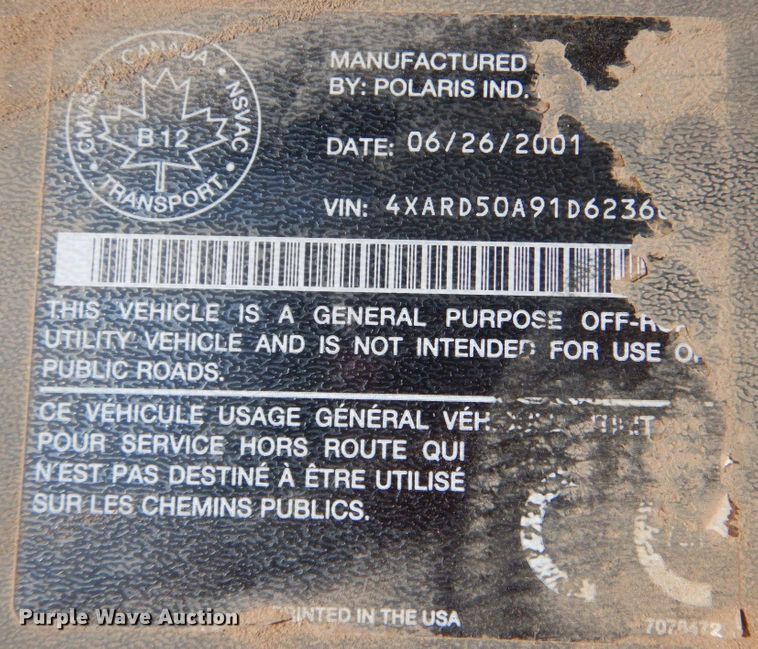 CMVSS CANADA NSVAC
B12
TRANSPORT
MANUFACTURED
BY: POLARIS IND.
DATE: 06/26/2001
VIN: 4XARD50A91D6236
THIS VEHICLE IS A GENERAL PURPOSE
UTILITY VEHICLE AND IS NOT INTENDED FOR USE
PUBLIC ROADS.
CE VÉHICULE USAGE GÉNÉRAL
POUR SERVICE HORS ROUTE QUI
N'EST PAS DESTINÉ À ÊTRE UTILISÉ
SUR LES CHEMINS PUBLICS.
PRINTED IN THE USA
Purple Wave Auction